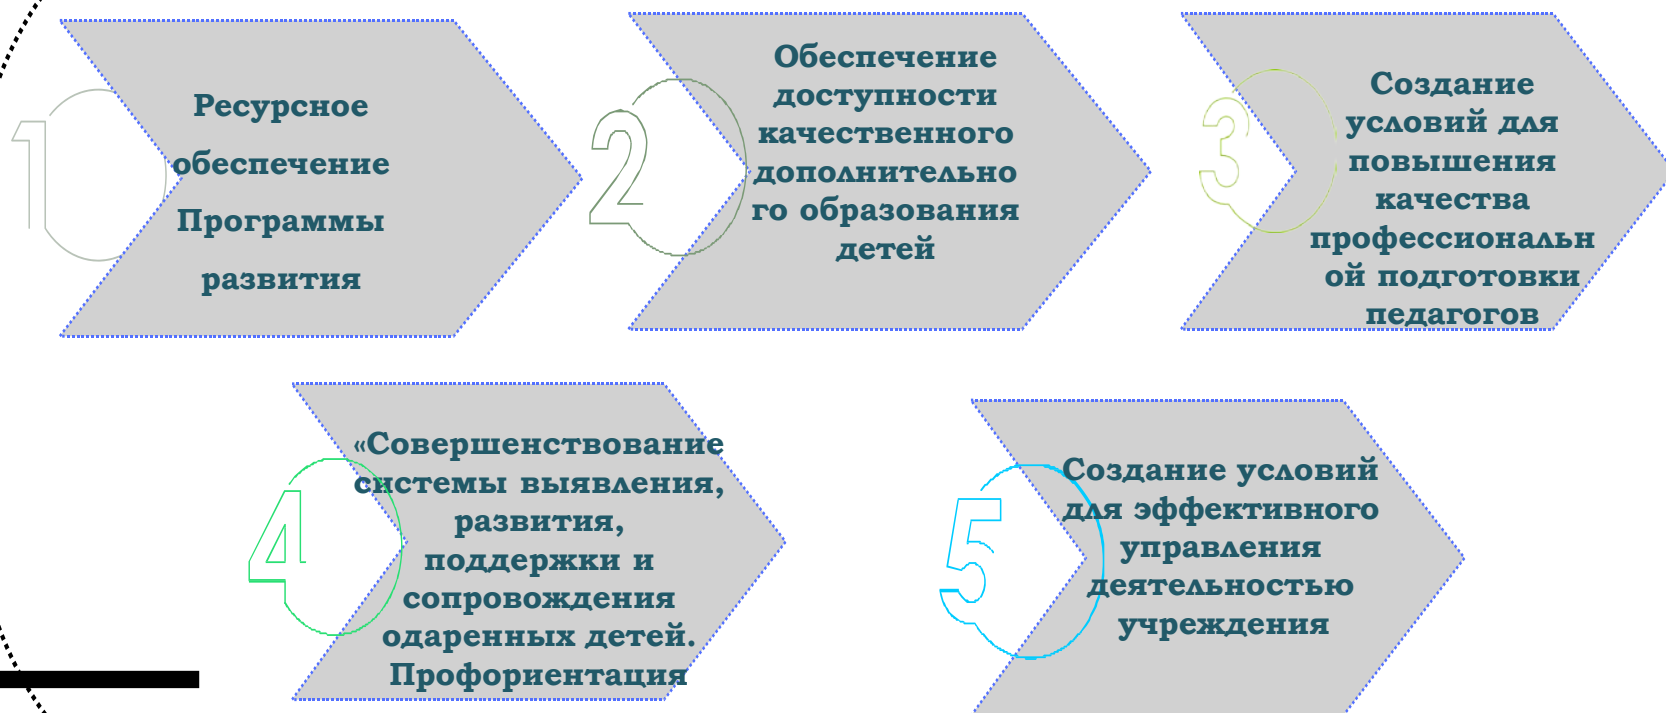 1
Ресурсное
обеспечение
Программы
развития
2
Обеспечение
доступности
качественного
дополнительно
го образования
детей
3
Создание
условий для
повышения
качества
профессиональн
ой подготовки
педагогов
4
«Совершенствование
системы выявления,
развития,
поддержки и
сопровождения
одаренных детей.
Профориентация
5
Создание условий
для эффективного
управления
деятельностью
учреждения